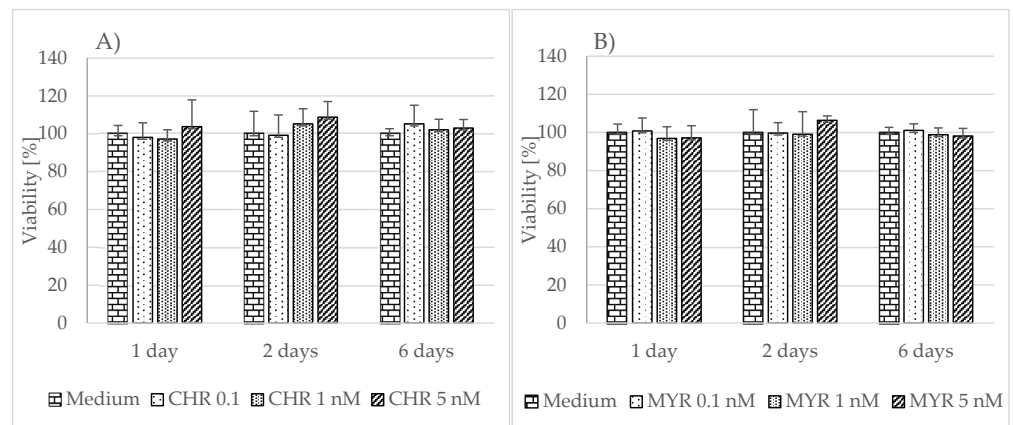 A)
Viability [%]
140
120
100
80
60
40
20
0
1 day 2 days 6 days
Medium CHR 0.1 CHR 1 nM CHR 5 nM
B)
Viability [%]
140
120
100
80
60
40
20
0
1 day 2 days 6 days
Medium MYR 0.1 nM MYR 1 nM MYR 5 nM